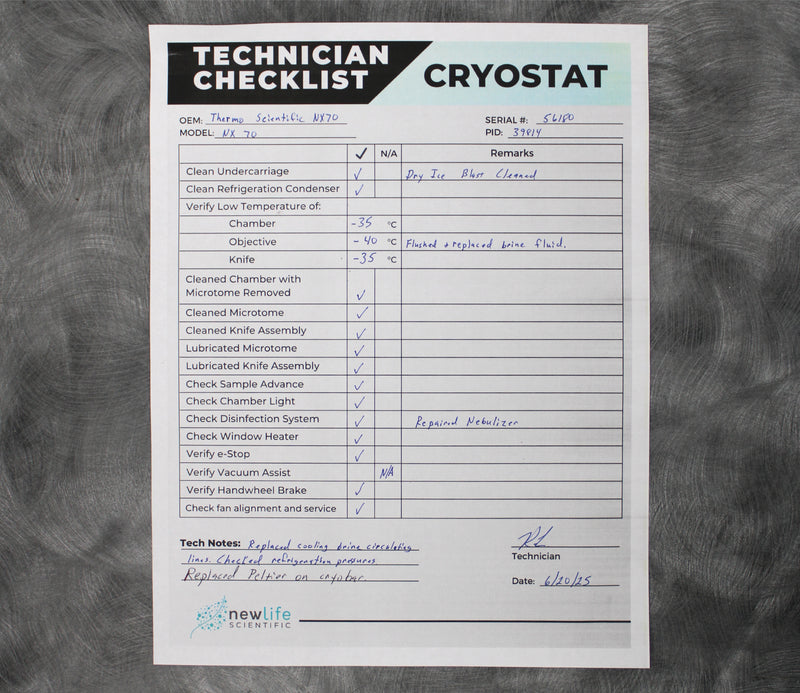 TECHNICIAN
CHECKLIST
CRYOSTAT
OEM: Thermo Scientific NX70
SERIAL #: 56180
MODEL: NX 70
PID: 39814
✓ N/A Remarks
Clean Undercarriage ✓ Dry Ice Blast Cleaned
Clean Refrigeration Condenser ✓
Verify Low Temperature of:
Chamber -35 °C
Objective -40 °C Flushed + replaced brine fluid.
Knife -35 °C
Cleaned Chamber with
Microtome Removed ✓
Cleaned Microtome ✓
Cleaned Knife Assembly ✓
Lubricated Microtome ✓
Lubricated Knife Assembly ✓
Check Sample Advance ✓
Check Chamber Light ✓
Check Disinfection System ✓ Repaired Nebulizer
Check Window Heater ✓
Verify e-Stop ✓
Verify Vacuum Assist N/A
Verify Handwheel Brake ✓
Check fan alignment and service ✓
Tech Notes: Replaced cooling brine circulating
lines. Checked refrigeration pressures
Replaced Peltier on cryobar.
Technician
Date: 6/20/25
newlife
SCIENTIFIC